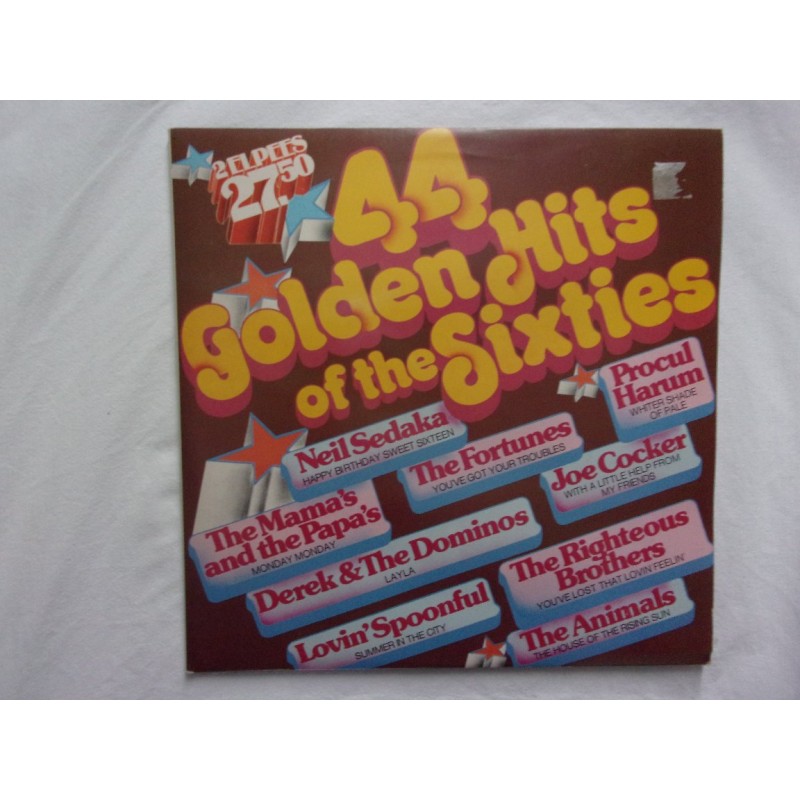 2 ELPEES
27.50
44
Golden Hits
of the Sixties
Procul
Harum
WHITER SHADE
OF PALE
Neil Sedaka
HAPPY BIRTHDAY SWEET SIXTEEN
The Fortunes
YOU'VE GOT YOUR TROUBLES
Joe Cocker
WITH A LITTLE HELP FROM
MY FRIENDS
The Mama's
and the Papa's
MONDAY MONDAY
Derek & The Dominos
LAYLA
The Righteous
Brothers
YOU'VE LOST THAT LOVIN FEELIN'
Lovin' Spoonful
SUMMER IN THE CITY
The Animals
THE HOUSE OF THE RISING SUN